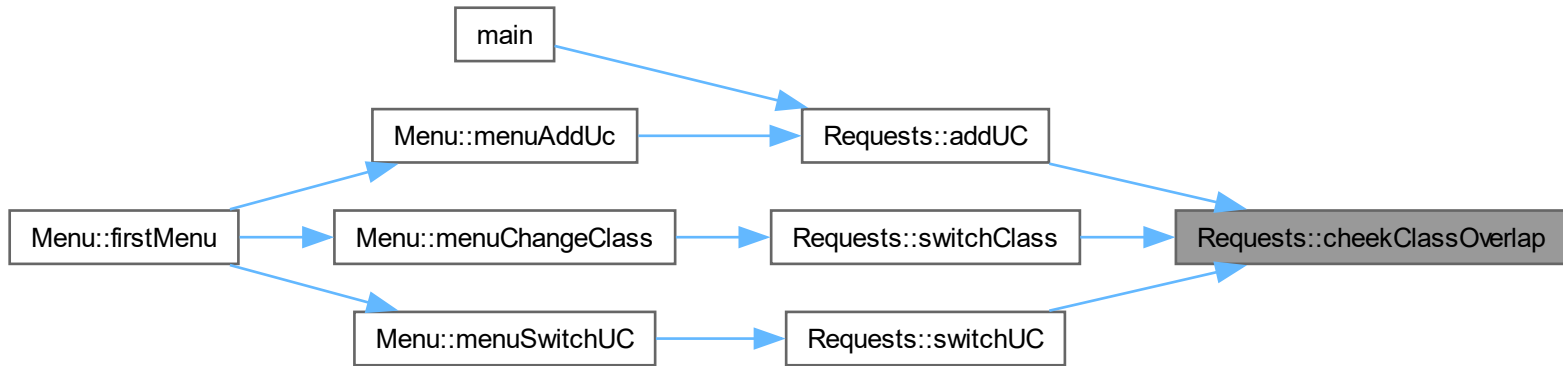 main
Menu::menuAddUc
Requests::addUC
Menu::firstMenu
Menu::menuChangeClass
Requests::switchClass
Requests::cheekClassOverlap
Menu::menuSwitchUC
Requests::switchUC